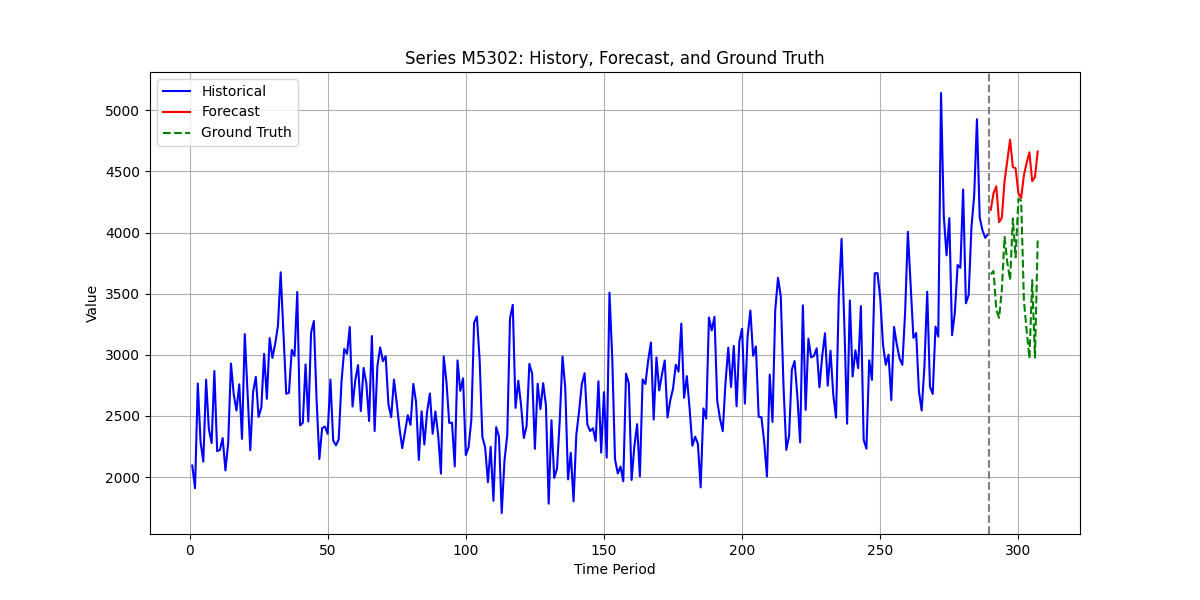 Series M5302: History, Forecast, and Ground Truth
Historical
Forecast
Ground Truth
5000
4500
4000
3500
3000
2500
2000
Value
0 50 100 150 200 250 300
Time Period